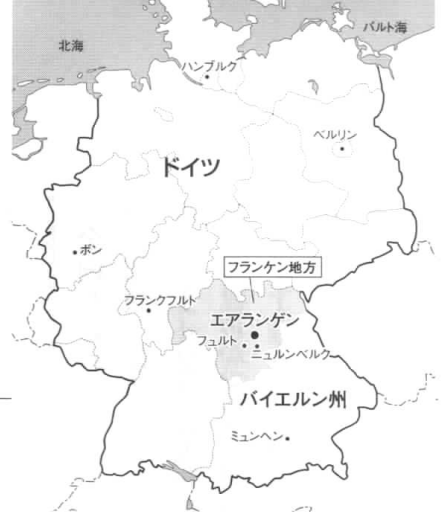 北海
バルト海
ハンブルク
ベルリン
ドイツ
ボン
フランケン地方
フランクフルト
エアランゲン
フュルト
ニュルンベルク
バイエルン州
ミュンヘン